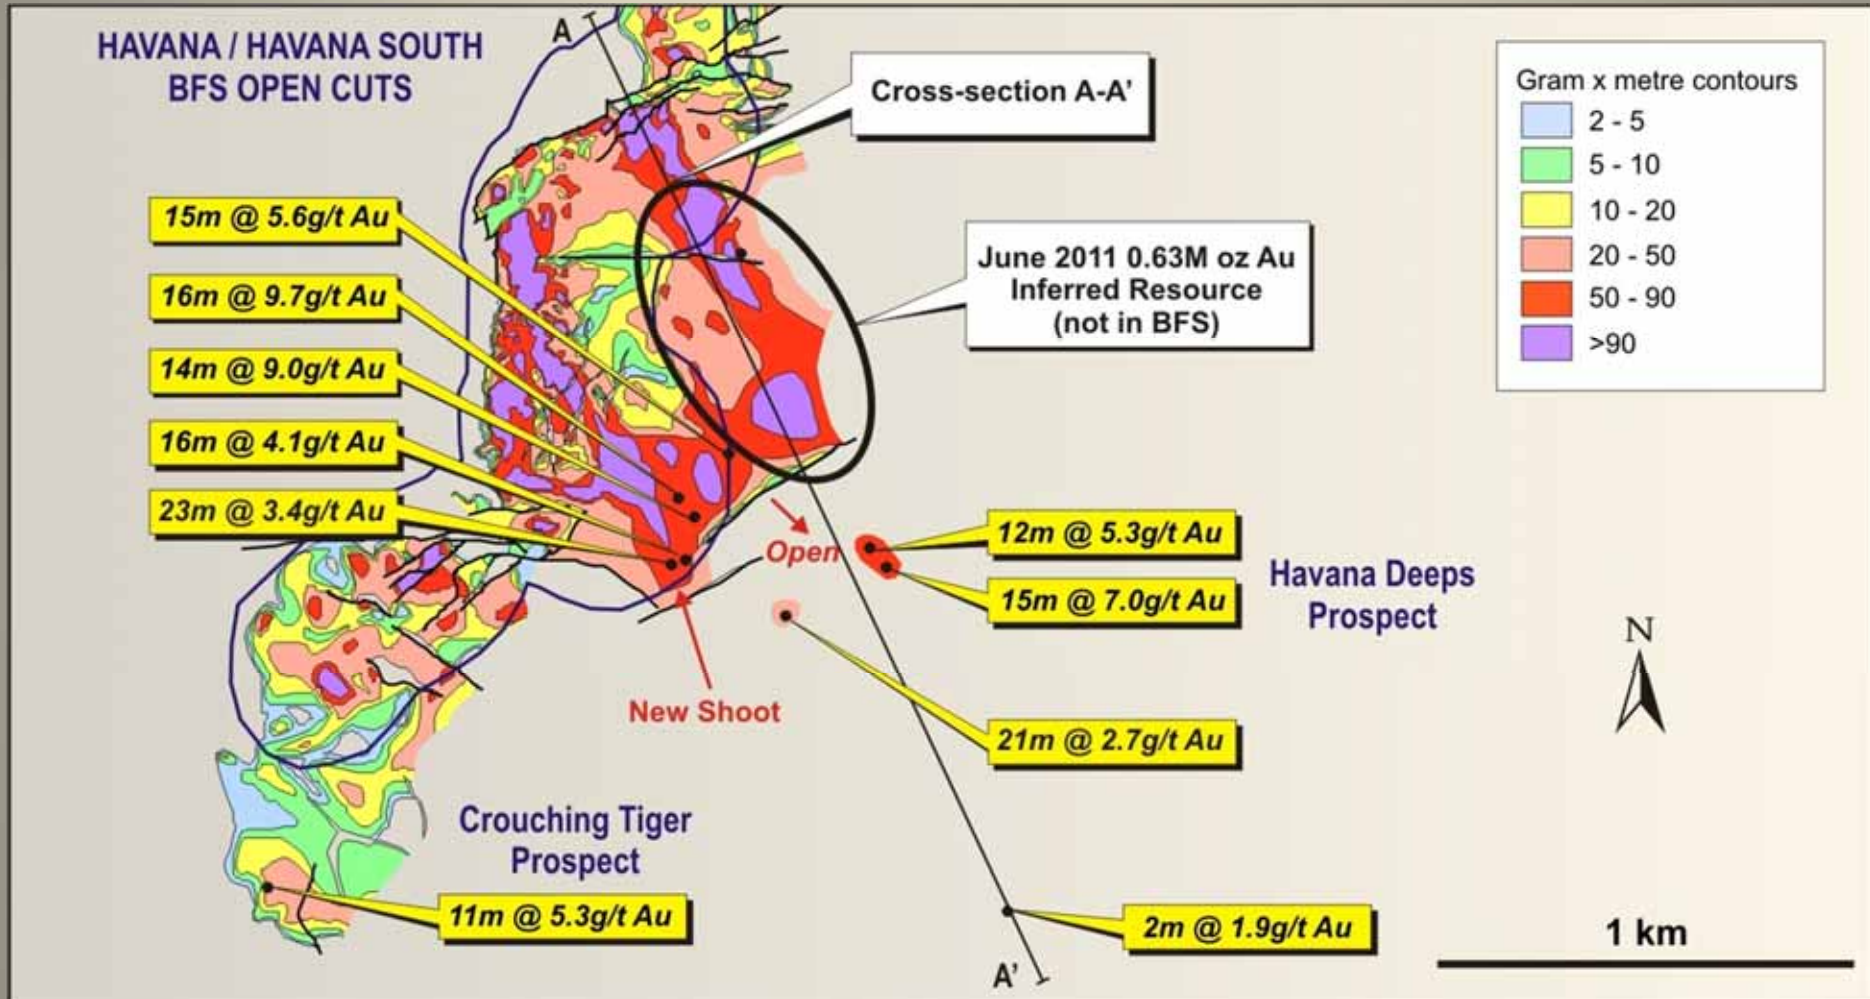 HAVANA / HAVANA SOUTH
BFS OPEN CUTS
A
Cross-section A-A’
Gram x metre contours
2 - 5
5 - 10
10 - 20
20 - 50
50 - 90
>90
15m @ 5.6g/t Au
16m @ 9.7g/t Au
14m @ 9.0g/t Au
16m @ 4.1g/t Au
23m @ 3.4g/t Au
June 2011 0.63M oz Au
Inferred Resource
(not in BFS)
Open
12m @ 5.3g/t Au
15m @ 7.0g/t Au
Havana Deeps
Prospect
N
New Shoot
21m @ 2.7g/t Au
Crouching Tiger
Prospect
11m @ 5.3g/t Au
2m @ 1.9g/t Au
A’
1 km